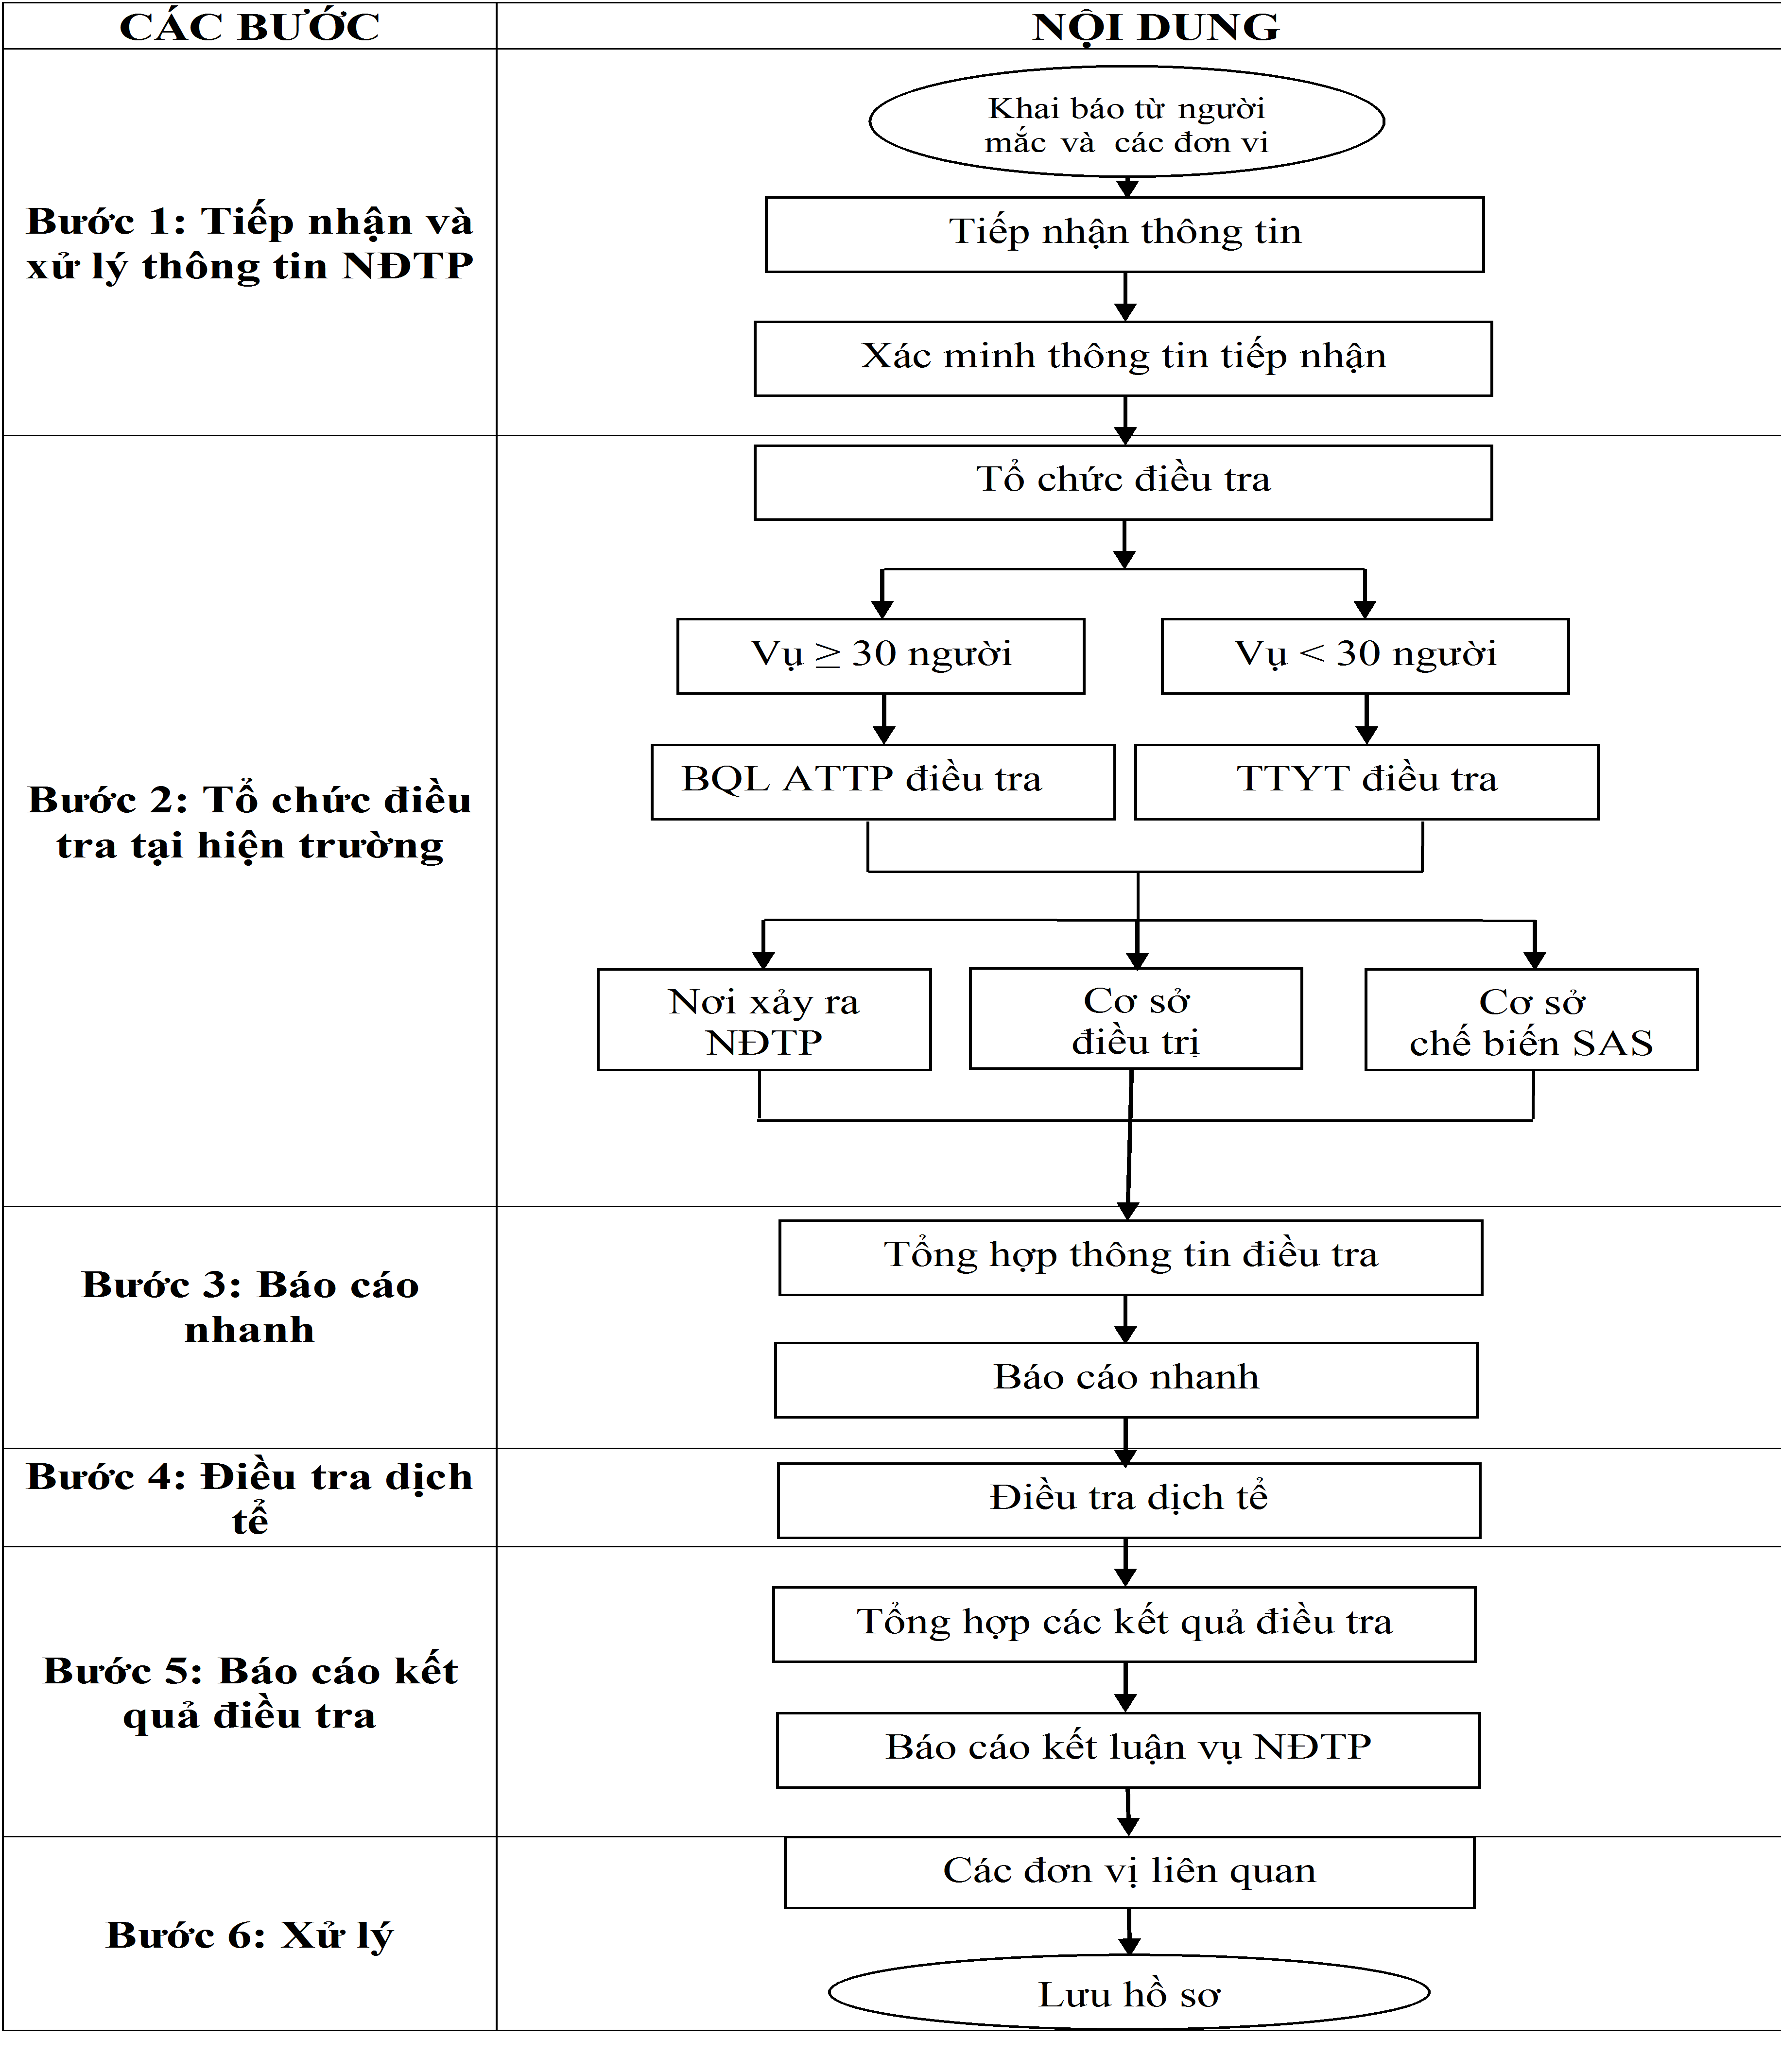 CÁC BƯỚC
NỘI DUNG
Bước 1: Tiếp nhận và
xử lý thông tin NĐTP
Khai báo từ người
mắc và các đơn vi
Tiếp nhận thông tin
Xác minh thông tin tiếp nhận
Bước 2: Tổ chức điều
tra tại hiện trường
Tổ chức điều tra
Vụ ≥ 30 người
Vụ < 30 người
BQL ATTP điều tra
TTYT điều tra
Nơi xảy ra
NĐTP
Cơ sở
điều trị
Cơ sở
chế biến SAS
Bước 3: Báo cáo
nhanh
Tổng hợp thông tin điều tra
Báo cáo nhanh
Bước 4: Điều tra dịch
tể
Điều tra dịch tể
Bước 5: Báo cáo kết
quả điều tra
Tổng hợp các kết quả điều tra
Báo cáo kết luận vụ NĐTP
Bước 6: Xử lý
Các đơn vị liên quan
Lưu hồ sơ